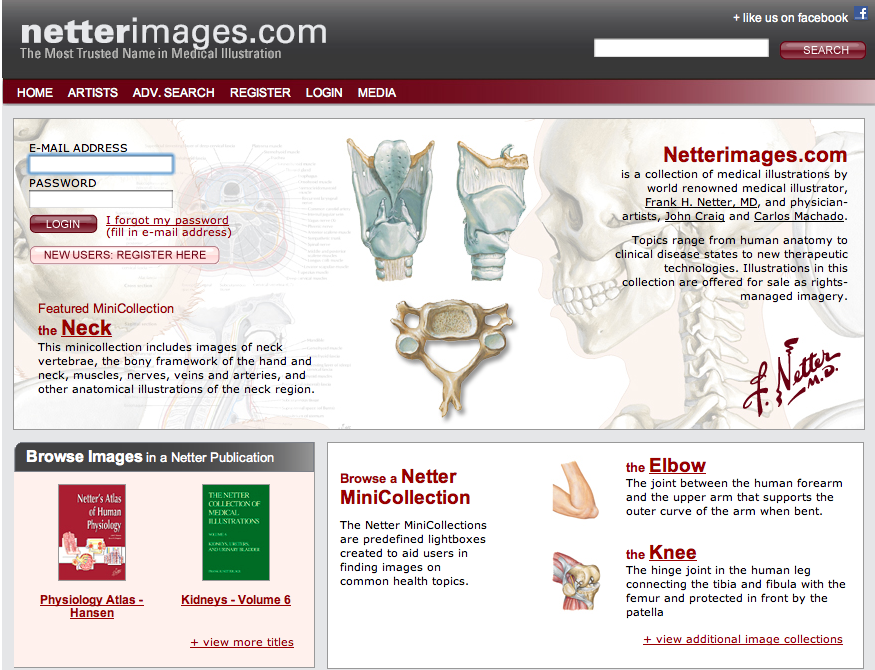 netterimages.com
The Most Trusted Name in Medical Illustration
+ like us on facebook
f
SEARCH
HOME ARTISTS ADV. SEARCH REGISTER LOGIN MEDIA
E-MAIL ADDRESS
PASSWORD
LOGIN
I forgot my password
(fill in e-mail address)
NEW USERS: REGISTER HERE
Featured MiniCollection
the Neck
This minicollection includes images of neck
vertebrae, the bony framework of the hand and
neck, muscles, nerves, veins and arteries, and
other anatomical illustrations of the neck region.
Netterimages.com
is a collection of medical illustrations by
world renowned medical illustrator,
Frank H. Netter, MD, and physician-
artists, John Craig and Carlos Machado.
Topics range from human anatomy to
clinical disease states to new therapeutic
technologies. Illustrations in this
collection are offered for sale as rights-
managed imagery.
F. Netter
M.D.
Browse Images in a Netter Publication
Netter's Atlas
of Human
Physiology
THE NETTER
COLLECTION OF
MEDICAL
ILLUSTRATIONS
VOLUME 6
KIDNEYS, URETERS,
AND URINARY BLADDER
Physiology Atlas -
Hansen
Kidneys - Volume 6
+ view more titles
Browse a Netter
MiniCollection
The Netter MiniCollections
are predefined lightboxes
created to aid users in
finding images on
common health topics.
the Elbow
The joint between the human forearm
and the upper arm that supports the
outer curve of the arm when bent.
the Knee
The hinge joint in the human leg
connecting the tibia and fibula with the
femur and protected in front by the
patella
+ view additional image collections